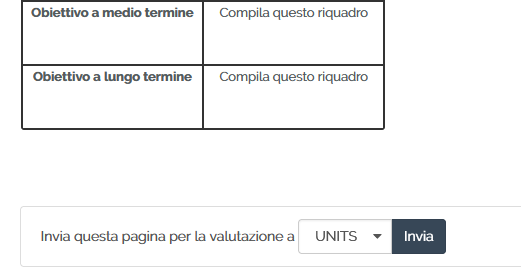 Obiettivo a medio termine Compila questo riquadro
Obiettivo a lungo termine Compila questo riquadro
Invia questa pagina per la valutazione a UNITS Invia